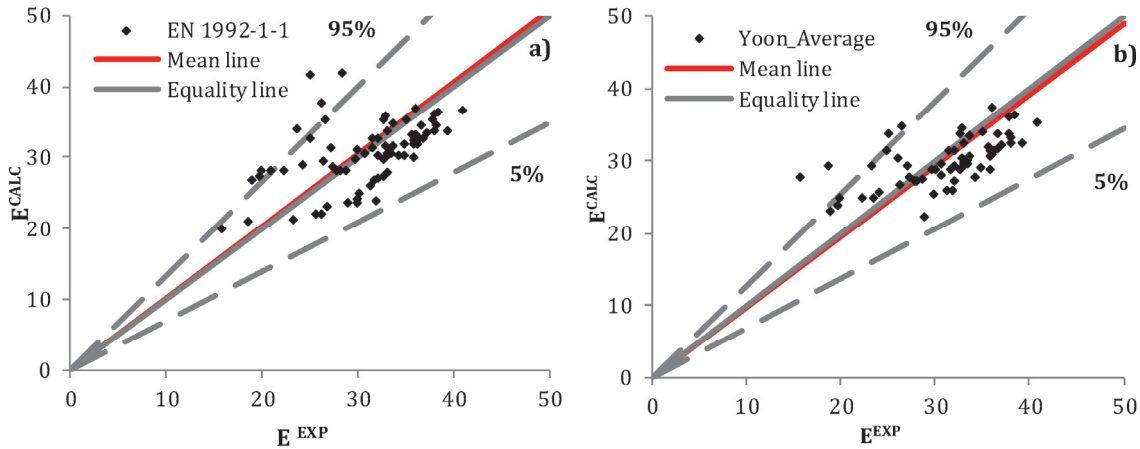 50
40
30
20
10
0
E^CALC
EN 1992-1-1
Mean line
Equality line
95%
a)
5%
0 10 20 30 40 50
E EXP
50
40
30
20
10
0
E^CALC
Yoon_Average
Mean line
Equality line
95%
b)
5%
0 10 20 30 40 50
E^EXP